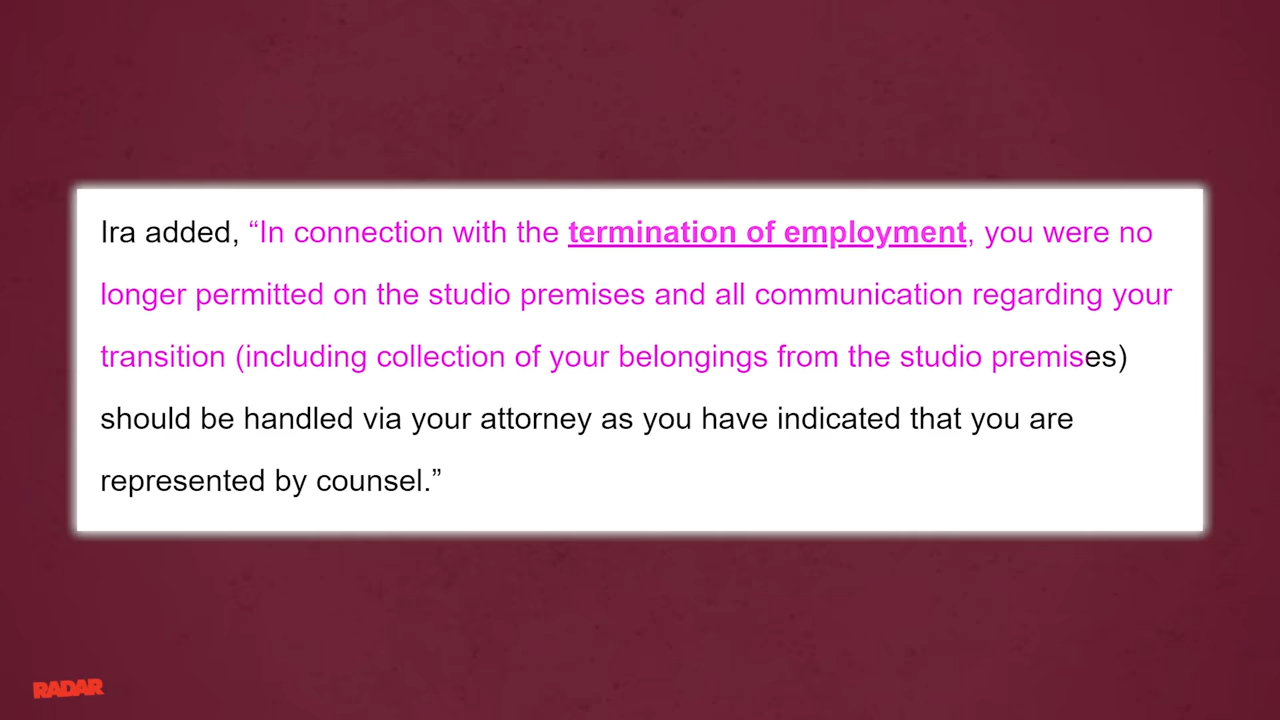 Ira added, “In connection with the termination of employment, you were no
longer permitted on the studio premises and all communication regarding your
transition (including collection of your belongings from the studio premises)
should be handled via your attorney as you have indicated that you are
represented by counsel.”
RADAR